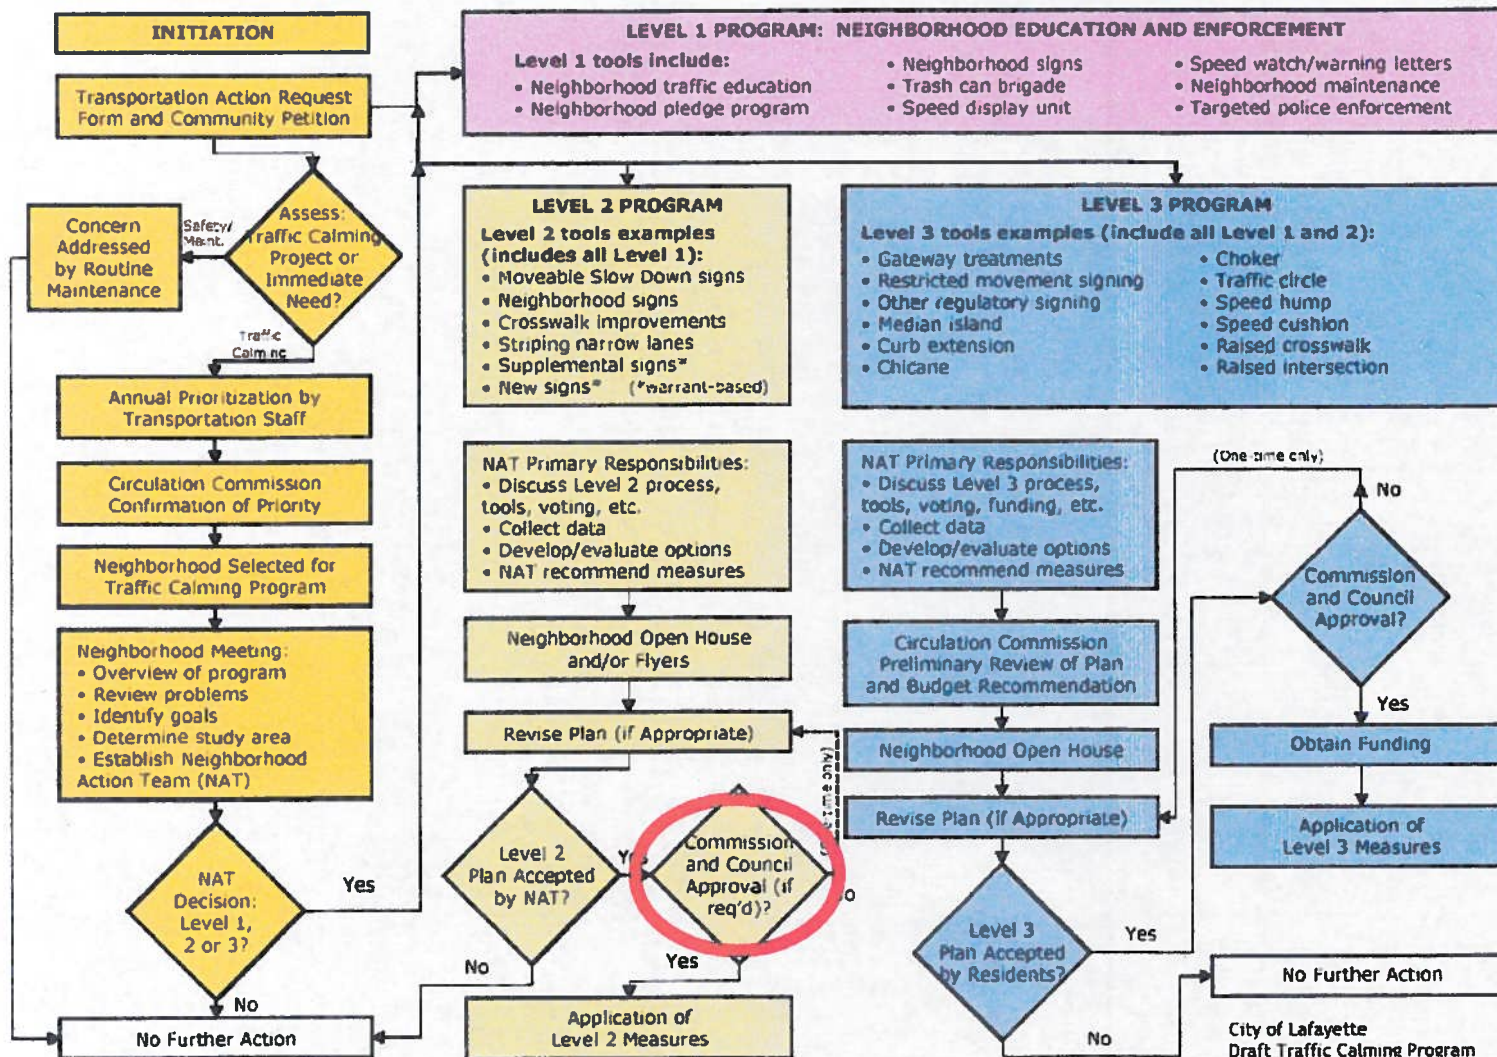 INITIATION
Transportation Action Request
Form and Community Petition
Assess:
Traffic Calming
Project or
Immediate
Need?
Safety/
Maint.
Concern
Addressed
by Routine
Maintenance
Traffic
Calming
Annual Prioritization by
Transportation Staff
Circulation Commission
Confirmation of Priority
Neighborhood Selected for
Traffic Calming Program
Neighborhood Meeting:
• Overview of program
• Review problems
• Identify goals
• Determine study area
• Establish Neighborhood
Action Team (NAT)
NAT
Decision:
Level 1,
2 or 3?
Yes
No
No Further Action
LEVEL 1 PROGRAM: NEIGHBORHOOD EDUCATION AND ENFORCEMENT
Level 1 tools include:
• Neighborhood traffic education
• Neighborhood pledge program
• Neighborhood signs
• Trash can brigade
• Speed display unit
• Speed watch/warning letters
• Neighborhood maintenance
• Targeted police enforcement
LEVEL 2 PROGRAM
Level 2 tools examples
(includes all Level 1):
• Moveable Slow Down signs
• Neighborhood signs
• Crosswalk improvements
• Striping narrow lanes
• Supplemental signs*
• New signs* (*warrant-based)
NAT Primary Responsibilities:
• Discuss Level 2 process,
tools, voting, etc.
• Collect data
• Develop/evaluate options
• NAT recommend measures
Neighborhood Open House
and/or Flyers
Revise Plan (if Appropriate)
Level 2
Plan Accepted
by NAT?
Yes
No
Commission
and Council
Approval (if
req'd)?
Yes
Application of
Level 2 Measures
LEVEL 3 PROGRAM
Level 3 tools examples (include all Level 1 and 2):
• Gateway treatments
• Restricted movement signing
• Other regulatory signing
• Median island
• Curb extension
• Chicane
• Choker
• Traffic circle
• Speed hump
• Speed cushion
• Raised crosswalk
• Raised intersection
NAT Primary Responsibilities:
• Discuss Level 3 process,
tools, voting, funding, etc.
• Collect data
• Develop/evaluate options
• NAT recommend measures
Circulation Commission
Preliminary Review of Plan
and Budget Recommendation
Neighborhood Open House
Revise Plan (if Appropriate)
Level 3
Plan Accepted
by Residents?
Yes
No
(One-time only)
No
Commission
and Council
Approval?
Yes
Obtain Funding
Application of
Level 3 Measures
No Further Action
City of Lafayette
Draft Traffic Calming Program